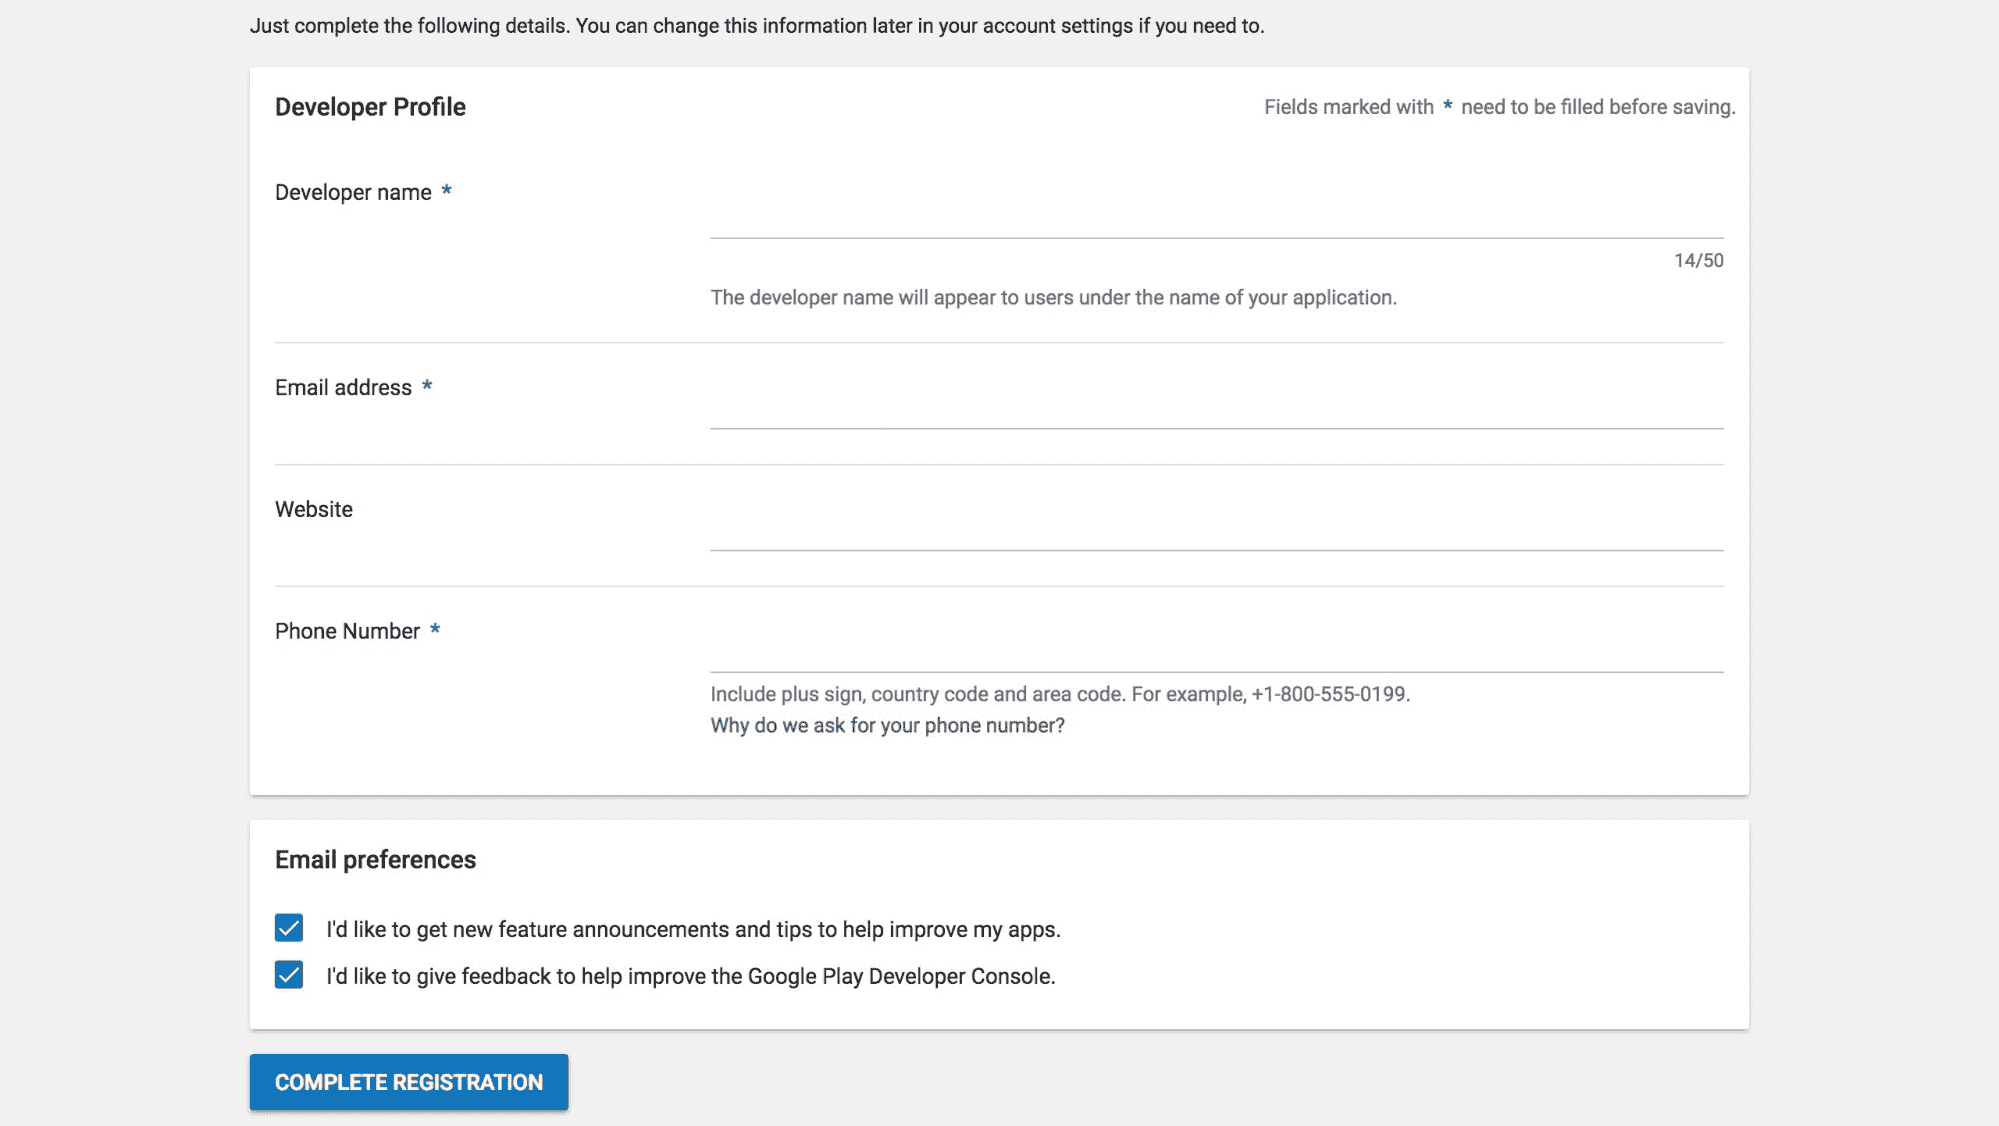 Just complete the following details. You can change this information later in your account settings if you need to.
Developer Profile
Fields marked with * need to be filled before saving.
Developer name *
14/50
The developer name will appear to users under the name of your application.
Email address *
Website
Phone Number *
Include plus sign, country code and area code. For example, +1-800-555-0199.
Why do we ask for your phone number?
Email preferences
I'd like to get new feature announcements and tips to help improve my apps.
I'd like to give feedback to help improve the Google Play Developer Console.
COMPLETE REGISTRATION